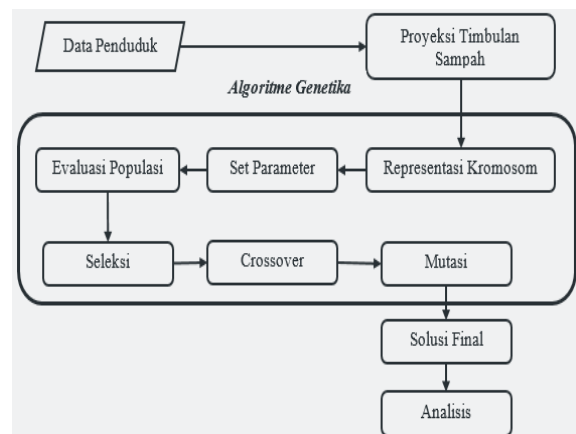 Data Penduduk
Proyeksi Timbulan
Sampah
Algoritme Genetika
Evaluasi Populasi
Set Parameter
Representasi Kromosom
Seleksi
Crossover
Mutasi
Solusi Final
Analisis